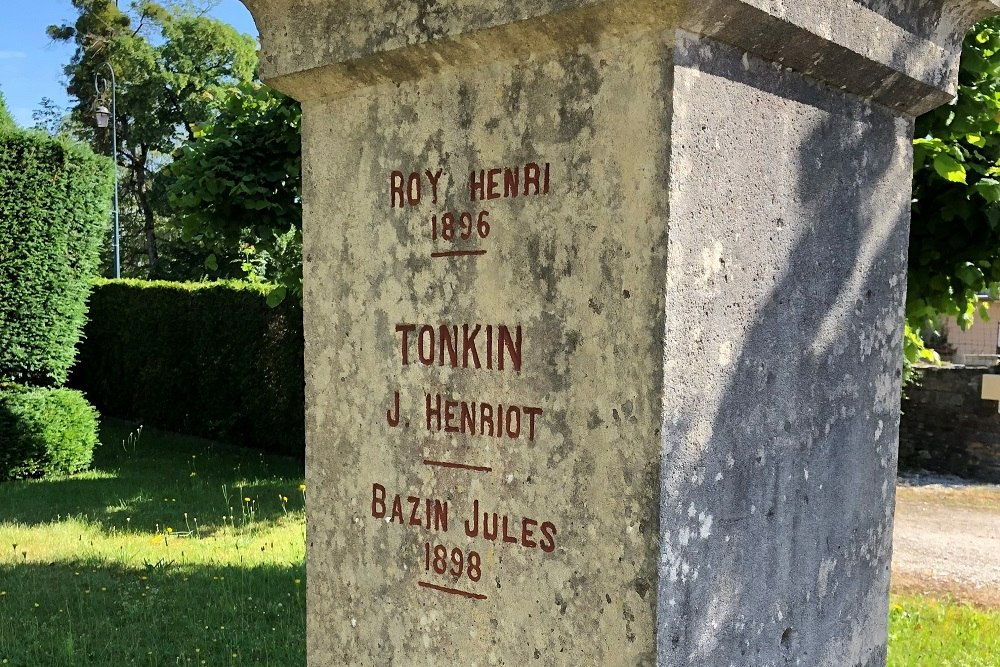 ROY HENRI
1896
TONKIN
J. HENRIOT
BAZIN JULES
1898